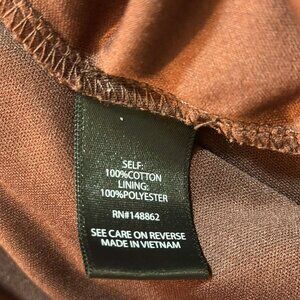 SELF:
100%COTTON
LINING:
100%POLYESTER
RN#148862
SEE CARE ON REVERSE
MADE IN VIETNAM